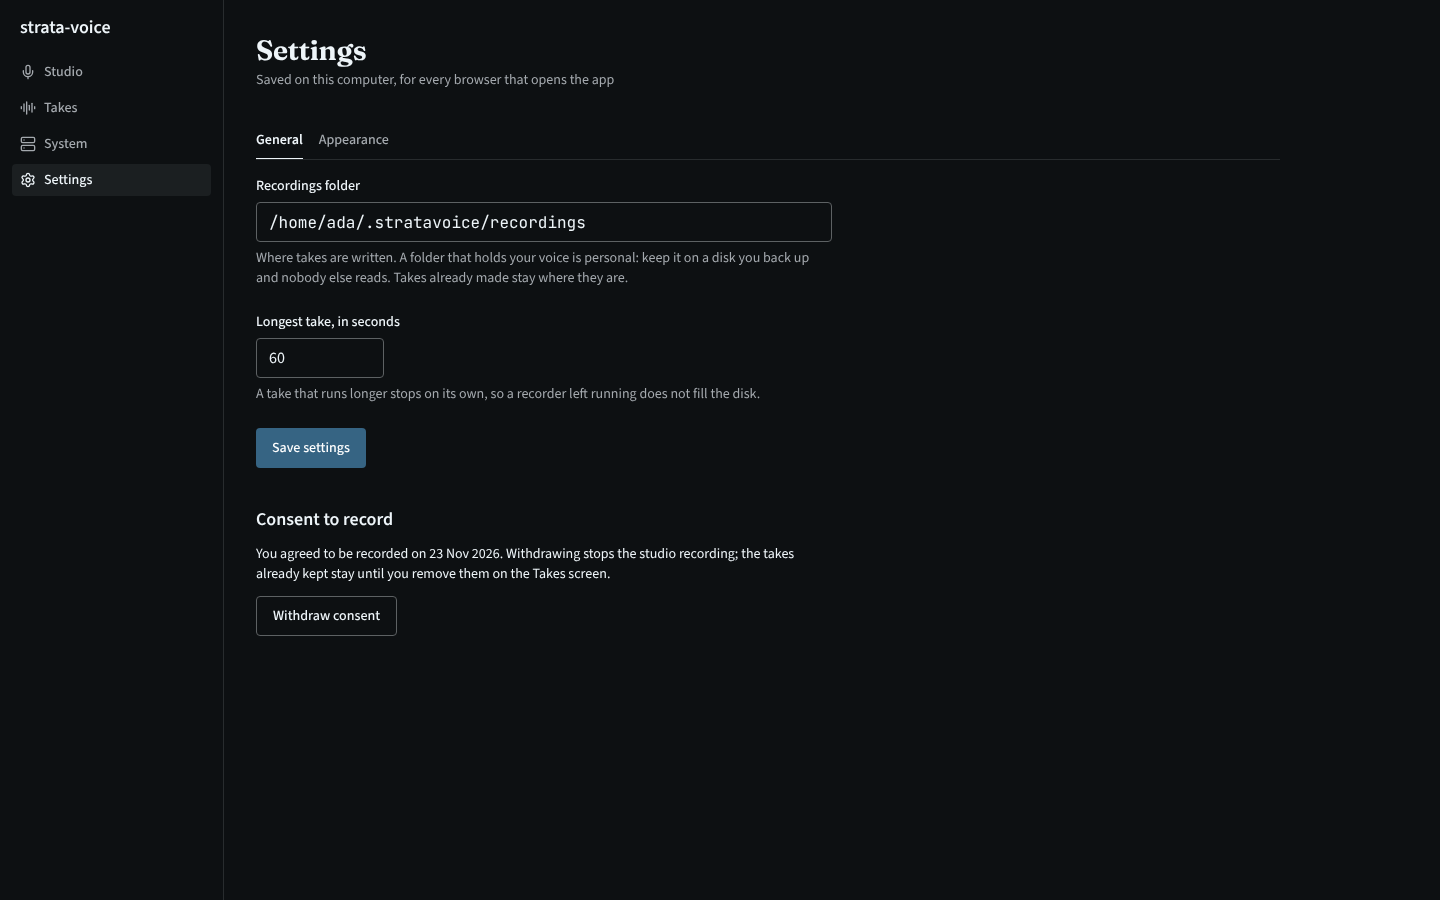 strata-voice
Studio
Takes
System
Settings
Settings
Saved on this computer, for every browser that opens the app
General
Appearance
Recordings folder
/home/ada/.stratavoice/recordings
Where takes are written. A folder that holds your voice is personal: keep it on a disk you back up
and nobody else reads. Takes already made stay where they are.
Longest take, in seconds
60
A take that runs longer stops on its own, so a recorder left running does not fill the disk.
Save settings
Consent to record
You agreed to be recorded on 23 Nov 2026. Withdrawing stops the studio recording; the takes
already kept stay until you remove them on the Takes screen.
Withdraw consent